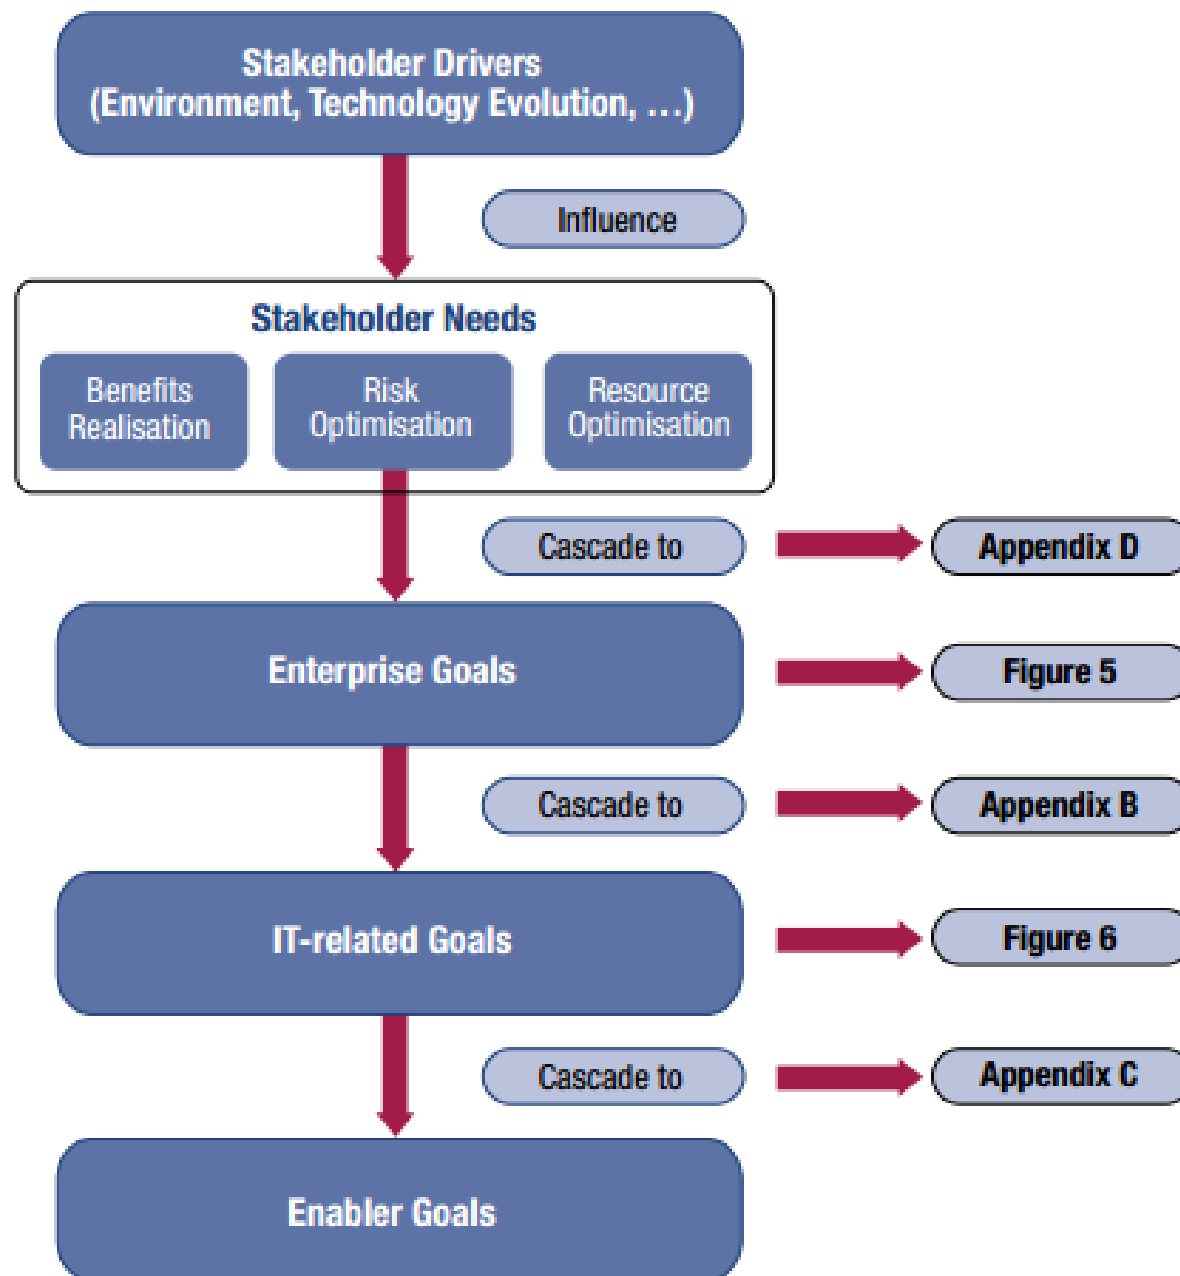 Stakeholder Drivers
(Environment, Technology Evolution, …)
Influence
Stakeholder Needs
Benefits
Realisation
Risk
Optimisation
Resource
Optimisation
Cascade to
Appendix D
Enterprise Goals
Figure 5
Cascade to
Appendix B
IT-related Goals
Figure 6
Cascade to
Appendix C
Enabler Goals